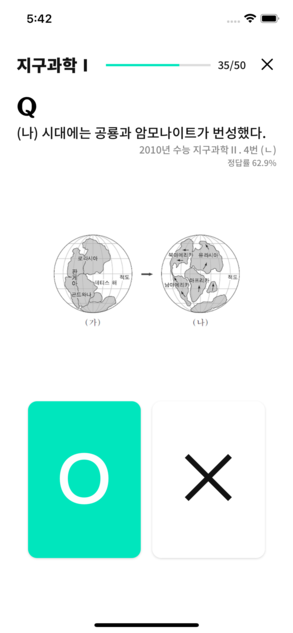 5:42
지구과학 I
35/50
Q
(나) 시대에는 공룡과 암모나이트가 번성했다.
2010년 수능 지구과학 II . 4번 (ㄴ)
정답률 62.9%
로라시아
판게아
적도
테티스 해
곤드와나
(가)
북아메리카
유라시아
적도
아프리카
남아메리카
(나)
O